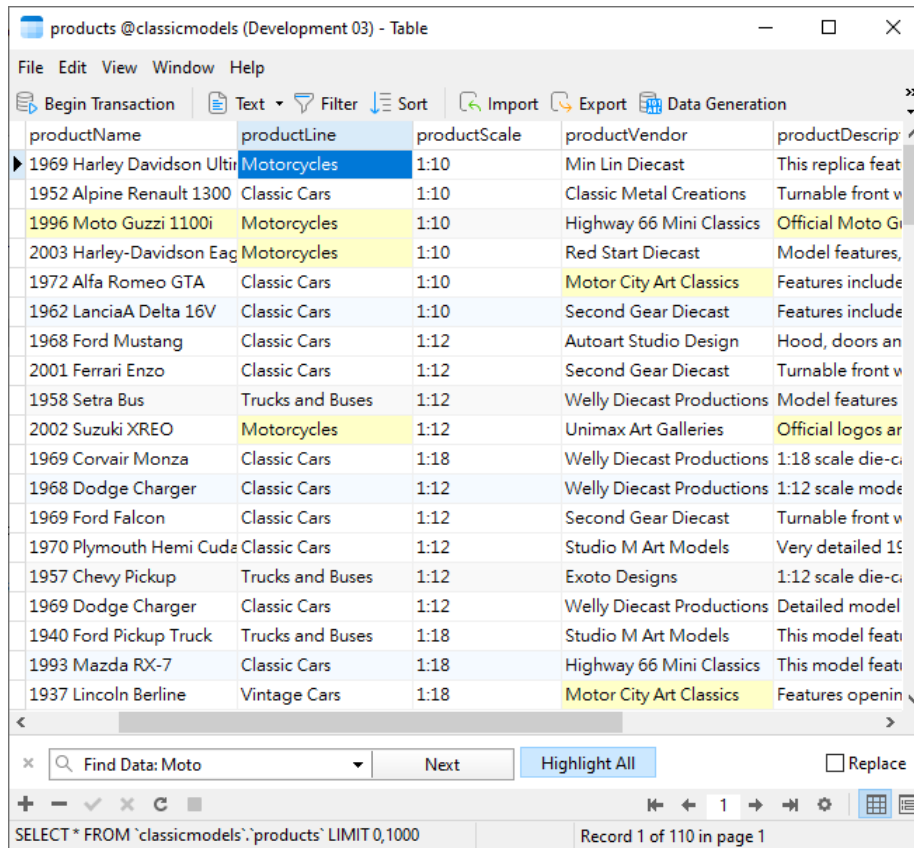 products @classicmodels (Development 03) - Table
File Edit View Window Help
Begin Transaction Text Filter Sort Import Export Data Generation »
productName productLine productScale productVendor productDescrip
1969 Harley Davidson Ulti Motorcycles 1:10 Min Lin Diecast This replica feat
1952 Alpine Renault 1300 Classic Cars 1:10 Classic Metal Creations Turnable front w
1996 Moto Guzzi 1100i Motorcycles 1:10 Highway 66 Mini Classics Official Moto Gu
2003 Harley-Davidson Eag Motorcycles 1:10 Red Start Diecast Model features,
1972 Alfa Romeo GTA Classic Cars 1:10 Motor City Art Classics Features include
1962 LanciaA Delta 16V Classic Cars 1:10 Second Gear Diecast Features include
1968 Ford Mustang Classic Cars 1:12 Autoart Studio Design Hood, doors an
2001 Ferrari Enzo Classic Cars 1:12 Second Gear Diecast Turnable front w
1958 Setra Bus Trucks and Buses 1:12 Welly Diecast Productions Model features
2002 Suzuki XREO Motorcycles 1:12 Unimax Art Galleries Official logos ar
1969 Corvair Monza Classic Cars 1:18 Welly Diecast Productions 1:18 scale die-ca
1968 Dodge Charger Classic Cars 1:12 Welly Diecast Productions 1:12 scale mode
1969 Ford Falcon Classic Cars 1:12 Second Gear Diecast Turnable front w
1970 Plymouth Hemi Cuda Classic Cars 1:12 Studio M Art Models Very detailed 19
1957 Chevy Pickup Trucks and Buses 1:12 Exoto Designs 1:12 scale die-ca
1969 Dodge Charger Classic Cars 1:12 Welly Diecast Productions Detailed model
1940 Ford Pickup Truck Trucks and Buses 1:18 Studio M Art Models This model featu
1993 Mazda RX-7 Classic Cars 1:18 Highway 66 Mini Classics This model featu
1937 Lincoln Berline Vintage Cars 1:18 Motor City Art Classics Features openin
Find Data: Moto Next Highlight All Replace
1
SELECT * FROM `classicmodels`.`products` LIMIT 0,1000 Record 1 of 110 in page 1